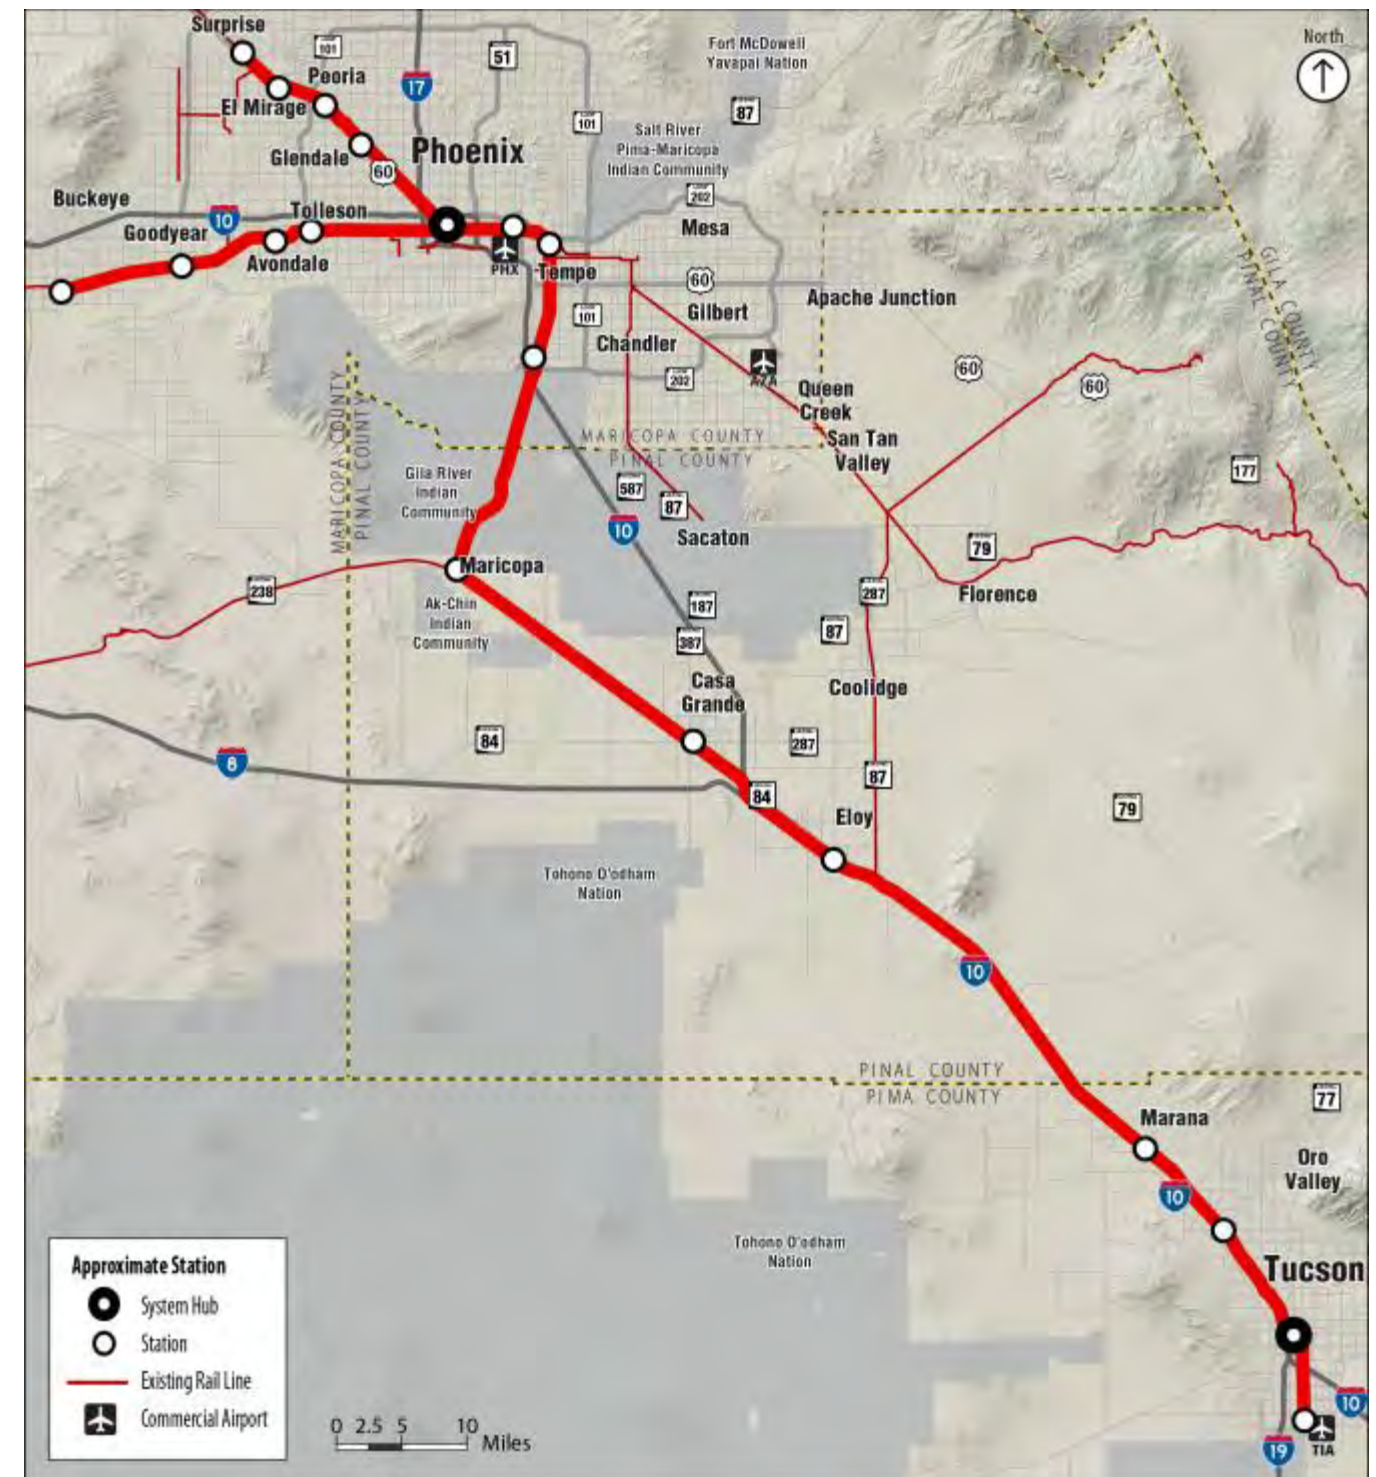 Surprise
North
LOOP
101
51
Fort McDowell
Yavapai Nation
Peoria
17
El Mirage
87
LOOP
101
Salt River
Pima-Maricopa
Indian Community
Glendale
Phoenix
60
Buckeye
LOOP
202
10
Tolleson
Mesa
Goodyear
Avondale
PHX
Tempe
60
GILA COUNTY
PINAL COUNTY
Apache Junction
LOOP
101
Gilbert
Chandler
AZA
60
LOOP
202
60
Queen
Creek
MARICOPA COUNTY
PINAL COUNTY
MARICOPA COUNTY
PINAL COUNTY
San Tan
Valley
Gila River
Indian
Community
177
587
87
10
Sacaton
79
Maricopa
238
287
Florence
Ak-Chin
Indian
Community
187
87
387
Casa
Grande
Coolidge
84
287
8
87
84
79
Eloy
Tohono O'odham
Nation
10
PINAL COUNTY
PIMA COUNTY
77
Marana
Oro
Valley
10
Tohono O'odham
Nation
Tucson
Approximate Station
System Hub
Station
Existing Rail Line
Commercial Airport
0 2.5 5 10
Miles
10
19
TIA